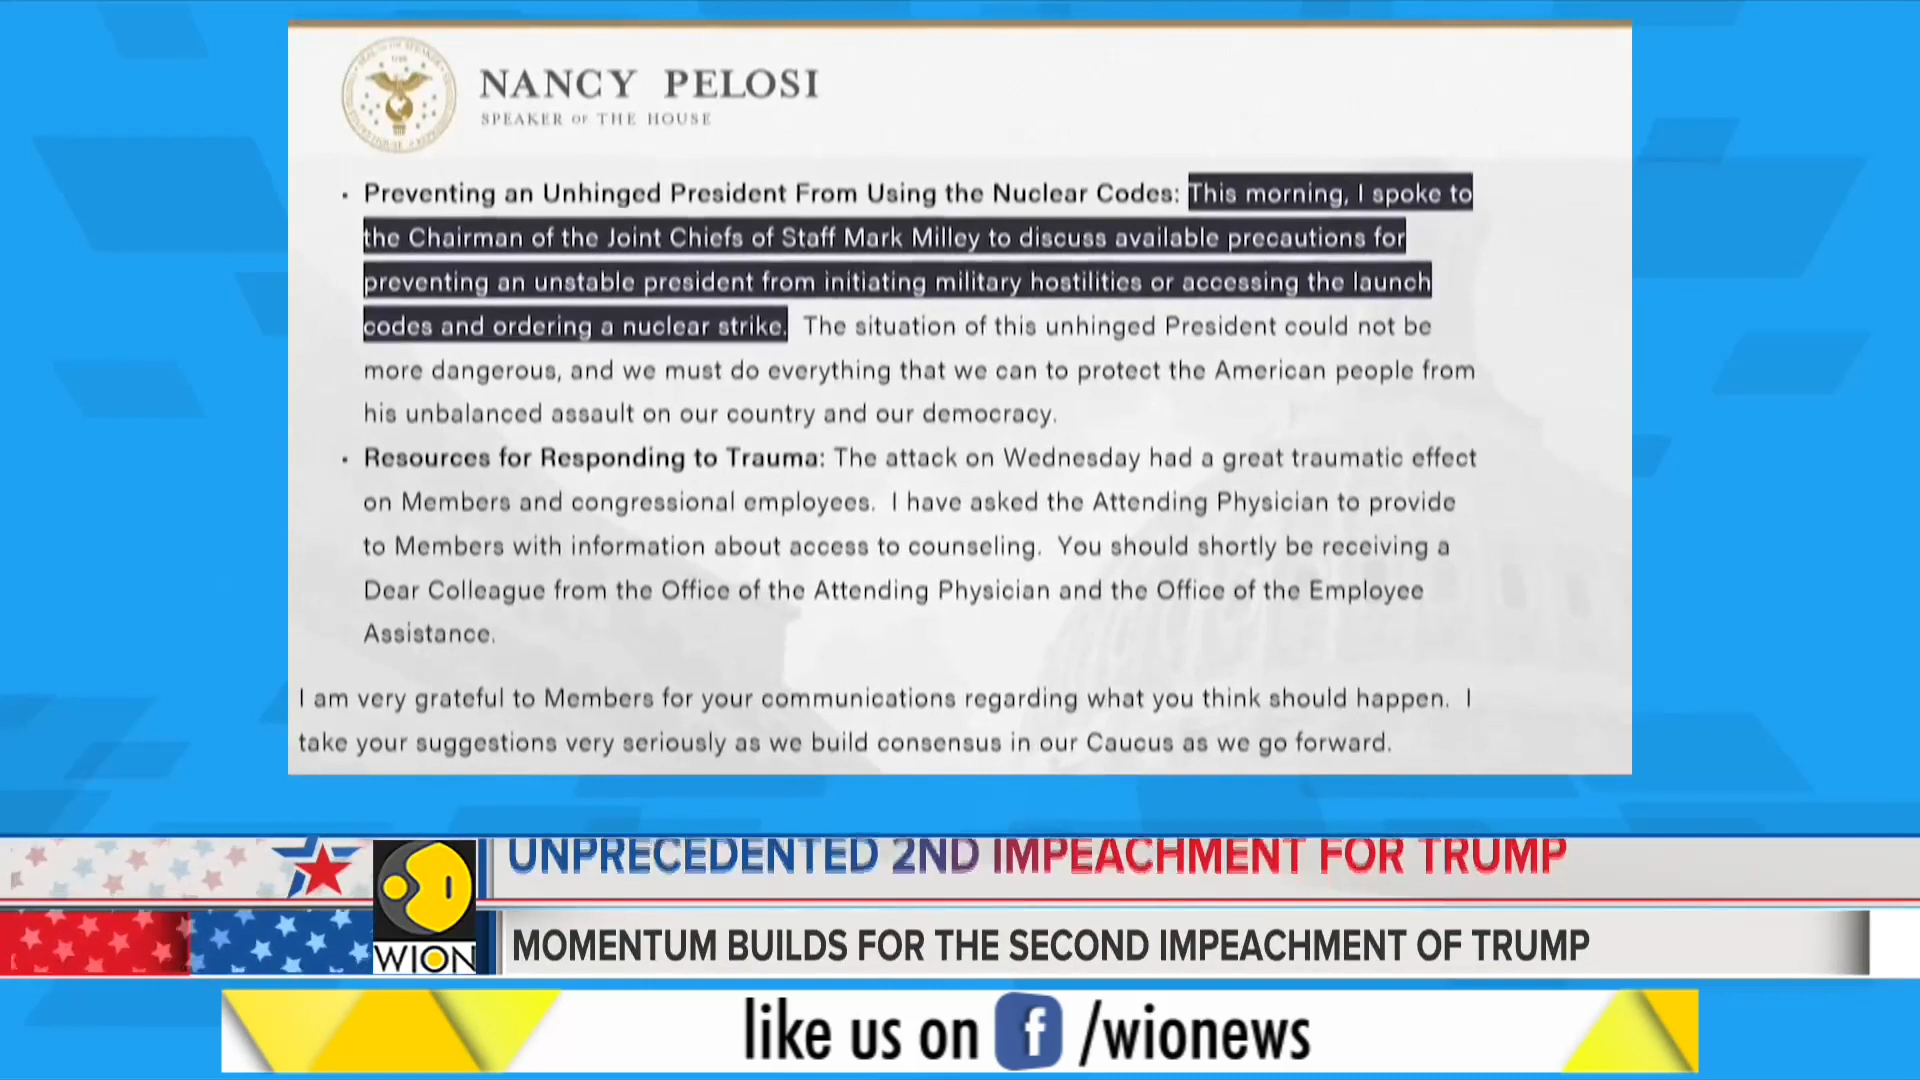 NANCY PELOSI
SPEAKER OF THE HOUSE
· Preventing an Unhinged President From Using the Nuclear Codes: This morning, I spoke to
the Chairman of the Joint Chiefs of Staff Mark Milley to discuss available precautions for
preventing an unstable president from initiating military hostilities or accessing the launch
codes and ordering a nuclear strike. The situation of this unhinged President could not be
more dangerous, and we must do everything that we can to protect the American people from
his unbalanced assault on our country and our democracy.
· Resources for Responding to Trauma: The attack on Wednesday had a great traumatic effect
on Members and congressional employees. I have asked the Attending Physician to provide
to Members with information about access to counseling. You should shortly be receiving a
Dear Colleague from the Office of the Attending Physician and the Office of the Employee
Assistance.
I am very grateful to Members for your communications regarding what you think should happen. I
take your suggestions very seriously as we build consensus in our Caucus as we go forward.
UNPRECEDENTED 2ND IMPEACHMENT FOR TRUMP
WION
MOMENTUM BUILDS FOR THE SECOND IMPEACHMENT OF TRUMP
like us on f /wionews